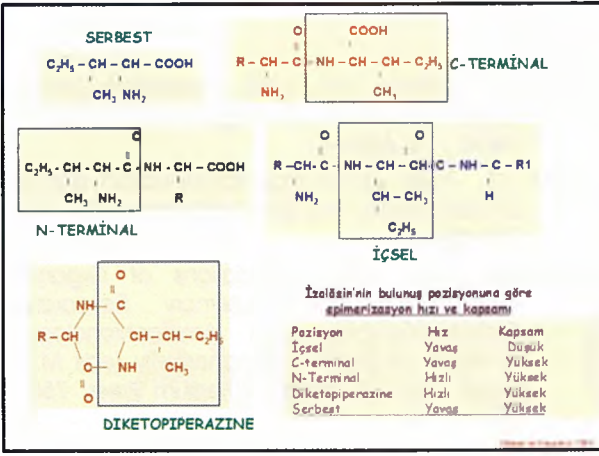 SERBEST
C₂H₅ - CH - CH - COOH
CH₃ NH₂
O COOH
R - CH - C - NH - CH - CH - C₂H₅
NH₂ CH₃
C-TERMİNAL
O
C₂H₅ - CH - CH - C - NH - CH - COOH
CH₃ NH₂ R
N-TERMİNAL
O O
R - CH - C - NH - CH - CH - C - NH - C - R1
NH₂ CH - CH₃ H
C₂H₅
İÇSEL
O
NH C
R - CH CH - CH - C₂H₅
C NH CH₃
O
DIKETOPIPERAZINE
İzolösin'nin bulunuş pozisyonuna göre
epimerizasyon hızı ve kapsamı
Pozisyon Hız Kapsam
İçsel Yavaş Düşük
C-terminal Yavaş Yüksek
N-Terminal Hızlı Yüksek
Diketopiperazine Hızlı Yüksek
Serbest Yavaş Yüksek